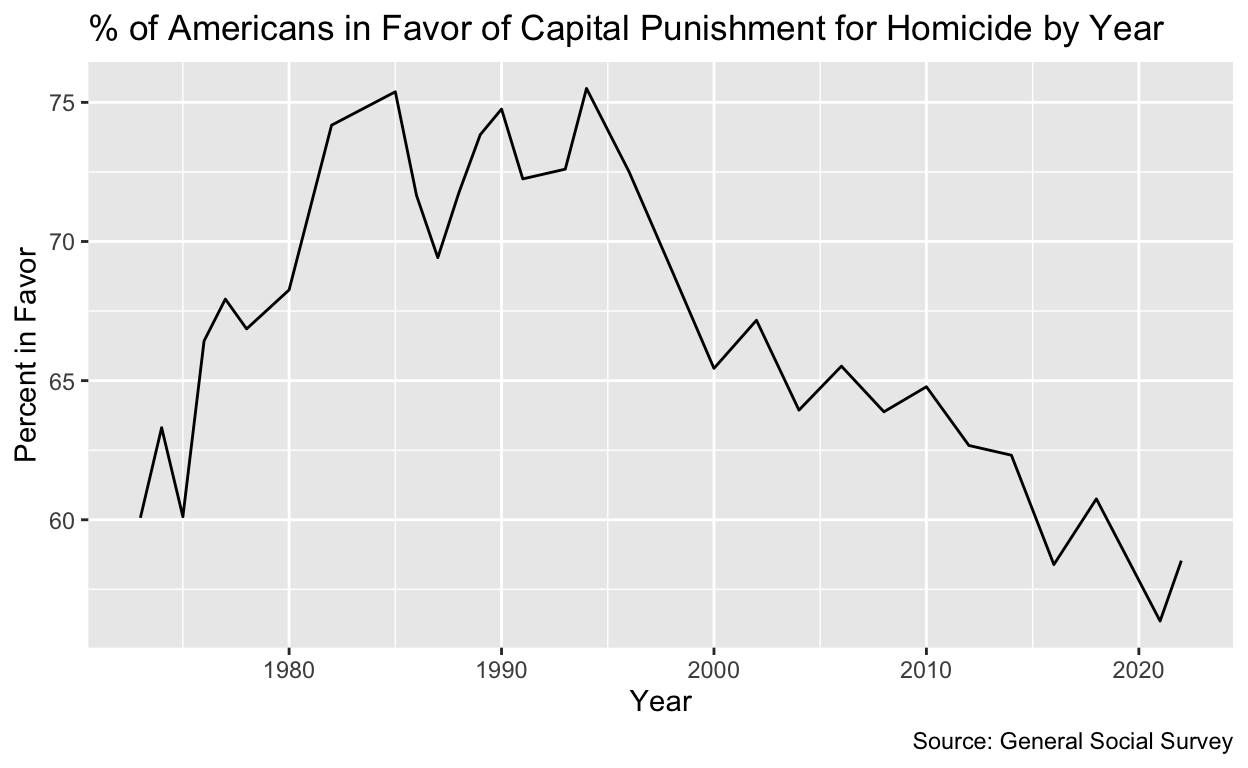 % of Americans in Favor of Capital Punishment for Homicide by Year
75
70
65
60
Percent in Favor
1980 1990 2000 2010 2020
Year
Source: General Social Survey